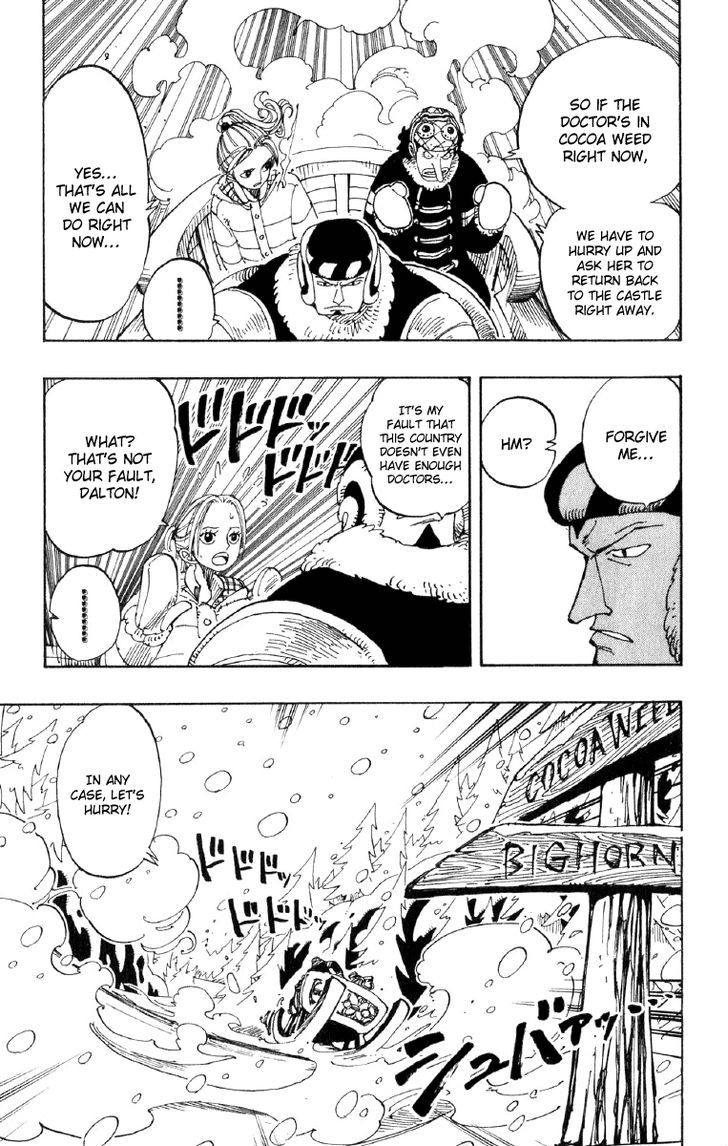 SO IF THE
DOCTOR'S IN
COCOA WEED
RIGHT NOW,
WE HAVE TO
HURRY UP AND
ASK HER TO
RETURN BACK
TO THE CASTLE
RIGHT AWAY.
YES...
THAT'S ALL
WE CAN
DO RIGHT
NOW...
FORGIVE
ME...
HM?
IT'S MY
FAULT THAT
THIS COUNTRY
DOESN'T EVEN
HAVE ENOUGH
DOCTORS...
ドドドッ
ドドドッ
WHAT?
THAT'S NOT
YOUR FAULT,
DALTON!
COCOA WEED
BIGHORN
IN ANY
CASE, LET'S
HURRY!
ドドドッ
ドドドッ
シュバァッ